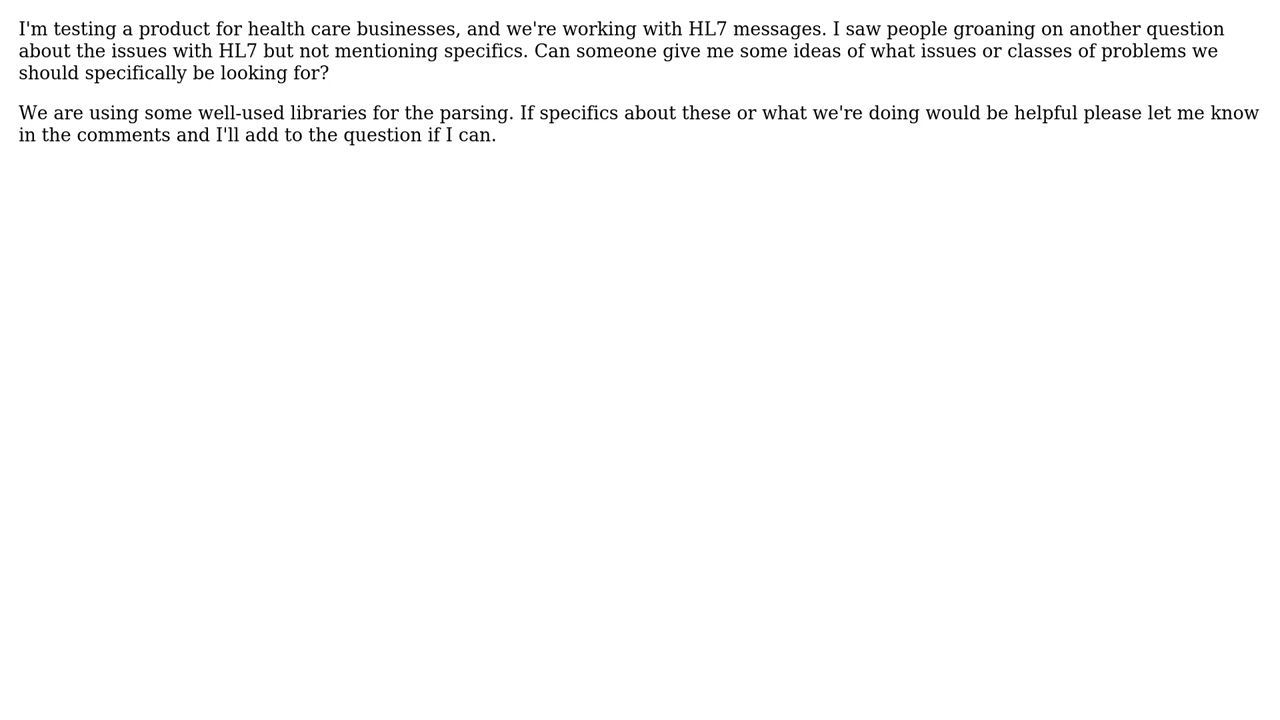 I'm testing a product for health care businesses, and we're working with HL7 messages. I saw people groaning on another question
about the issues with HL7 but not mentioning specifics. Can someone give me some ideas of what issues or classes of problems we
should specifically be looking for?
We are using some well-used libraries for the parsing. If specifics about these or what we're doing would be helpful please let me know
in the comments and I'll add to the question if I can.